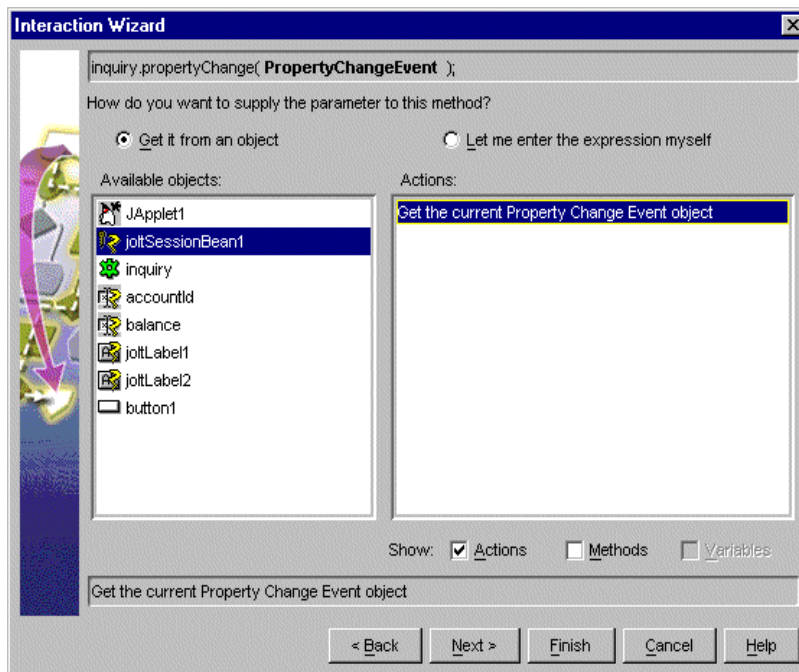 Interaction Wizard
inquiry.propertyChange( PropertyChangeEvent );
How do you want to supply the parameter to this method?
Get it from an object
Let me enter the expression myself
Available objects:
Actions:
JApplet1
Get the current Property Change Event object
joltSessionBean1
inquiry
accountId
balance
joltLabel1
joltLabel2
button1
Show: Actions Methods Variables
Get the current Property Change Event object
< Back Next > Finish Cancel Help